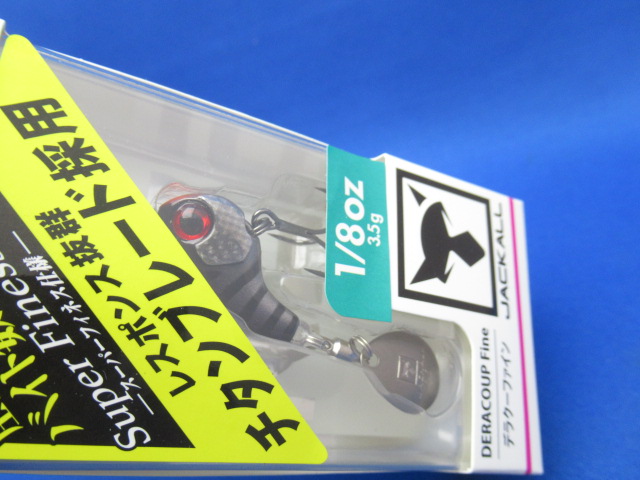 レスポンス抜群
チタンブレード採用
Super Finesse
―スーパーフィネス仕様―
1/8oz
3.5g
JACKALL
DERACOUP Fine
デラクーファイン